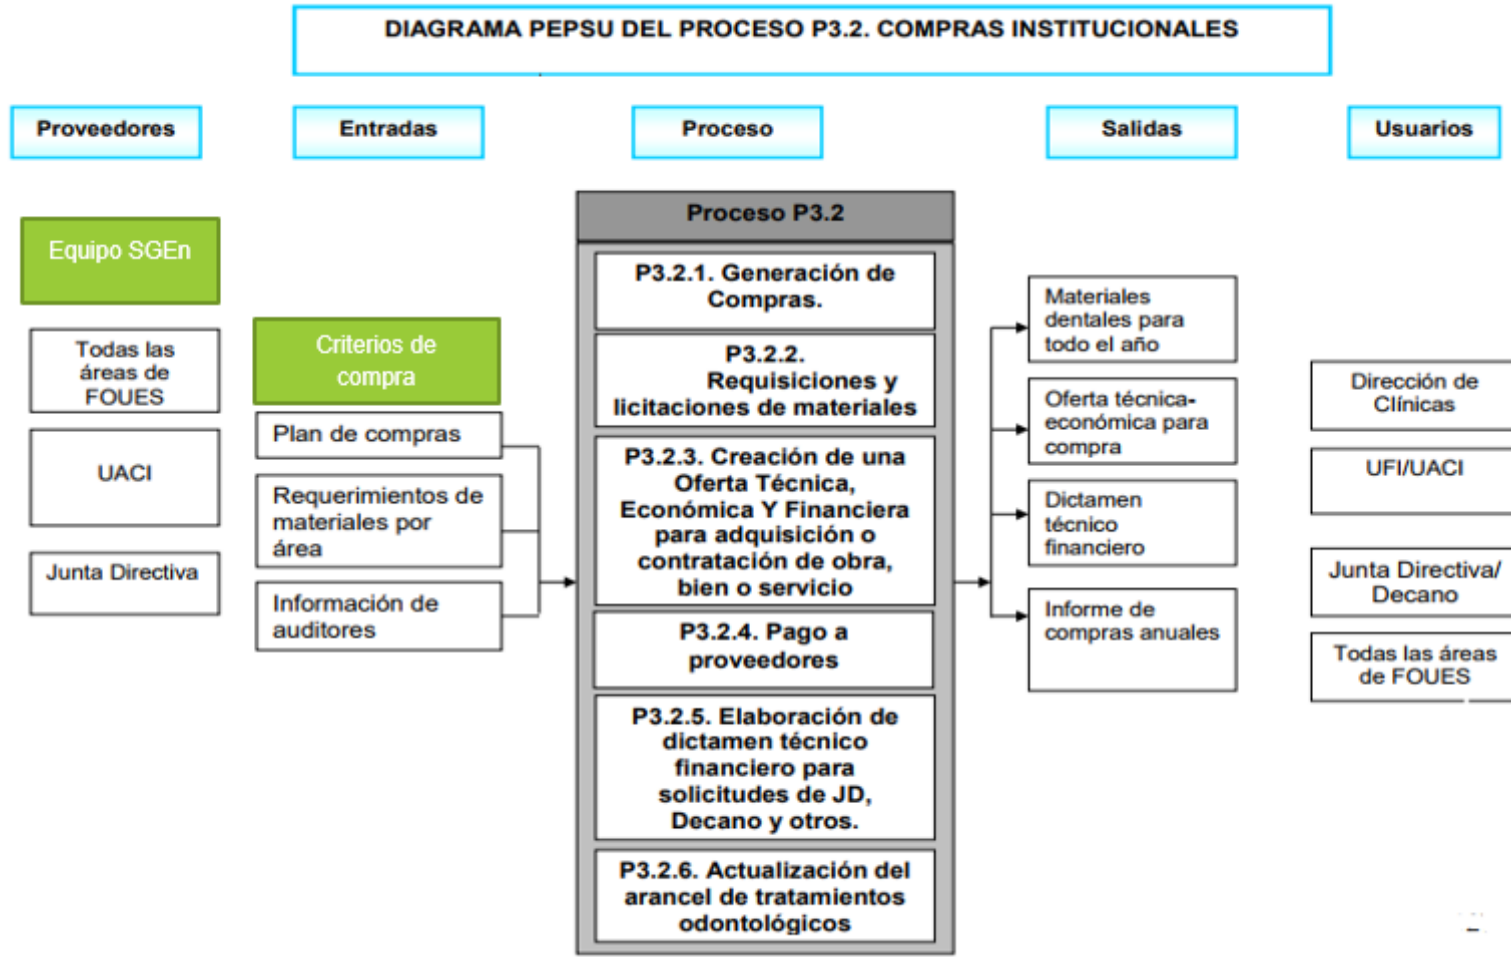 DIAGRAMA PEPSU DEL PROCESO P3.2. COMPRAS INSTITUCIONALES
Proveedores
Entradas
Proceso
Salidas
Usuarios
Equipo SGEn
Todas las
áreas de
FOUES
UACI
Junta Directiva
Criterios de
compra
Plan de compras
Requerimientos de
materiales por
área
Información de
auditores
Proceso P3.2
P3.2.1. Generación de
Compras.
P3.2.2.
Requisiciones y
licitaciones de materiales
P3.2.3. Creación de una
Oferta Técnica,
Económica Y Financiera
para adquisición o
contratación de obra,
bien o servicio
P3.2.4. Pago a
proveedores
P3.2.5. Elaboración de
dictamen técnico
financiero para
solicitudes de JD,
Decano y otros.
P3.2.6. Actualización del
arancel de tratamientos
odontológicos
Materiales
dentales para
todo el año
Oferta técnica-
económica para
compra
Dictamen
técnico
financiero
Informe de
compras anuales
Dirección de
Clínicas
UFI/UACI
Junta Directiva/
Decano
Todas las áreas
de FOUES